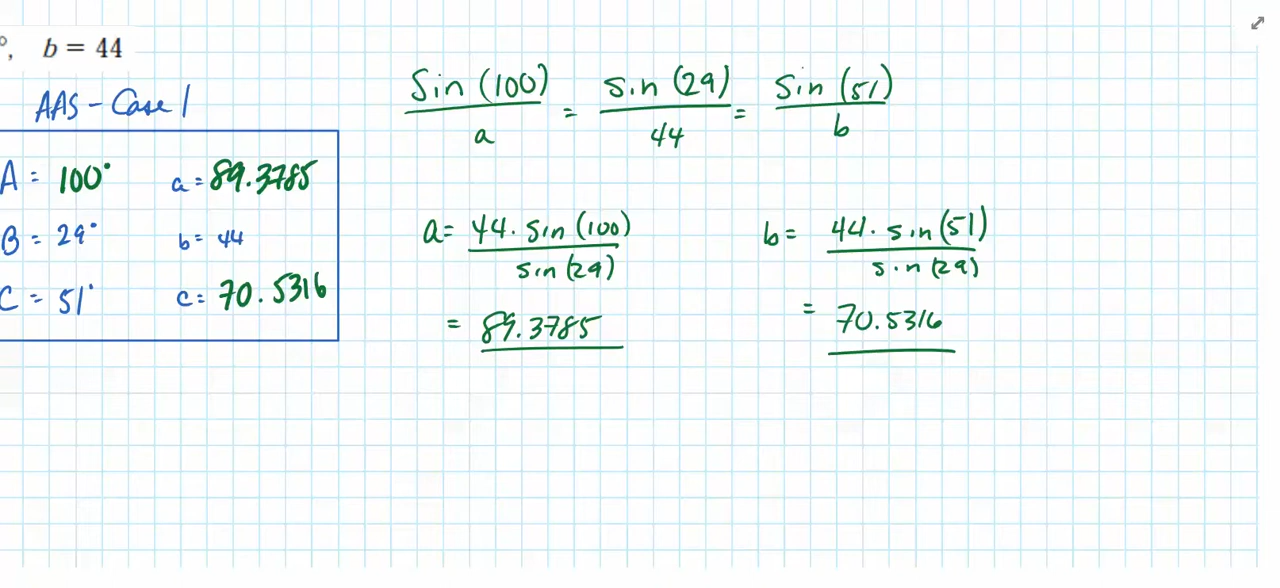 °, b = 44
AAS - Case 1
A = 100° a = 89.3785
B = 29° b = 44
C = 51° c = 70.5316
Sin (100) / a = sin (29) / 44 = Sin (51) / b
a = 44 · sin (100) / sin (29)
= 89.3785
b = 44 · sin (51) / sin (29)
= 70.5316